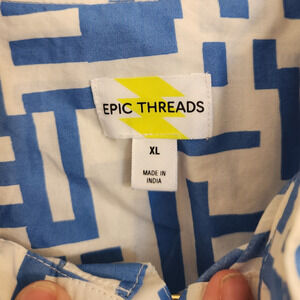 EPIC THREADS
XL
MADE IN
INDIA